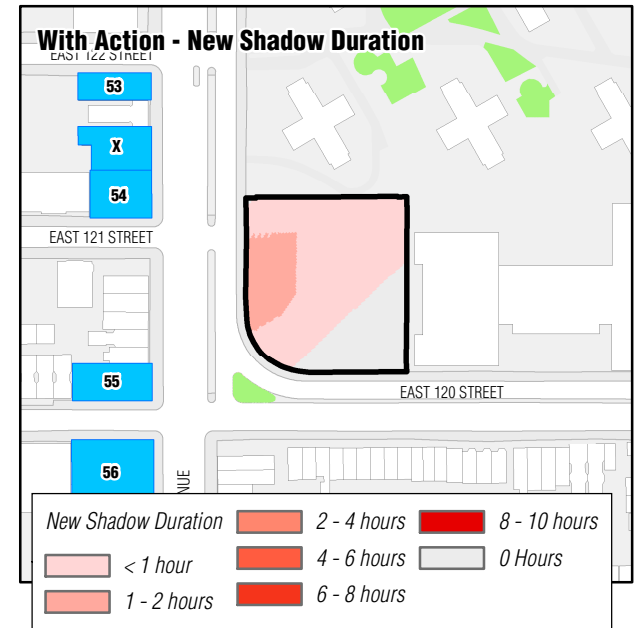 With Action - New Shadow Duration
EAST 122 STREET
53
X
54
EAST 121 STREET
55
EAST 120 STREET
56
New Shadow Duration
< 1 hour
1 - 2 hours
2 - 4 hours
4 - 6 hours
6 - 8 hours
8 - 10 hours
0 Hours